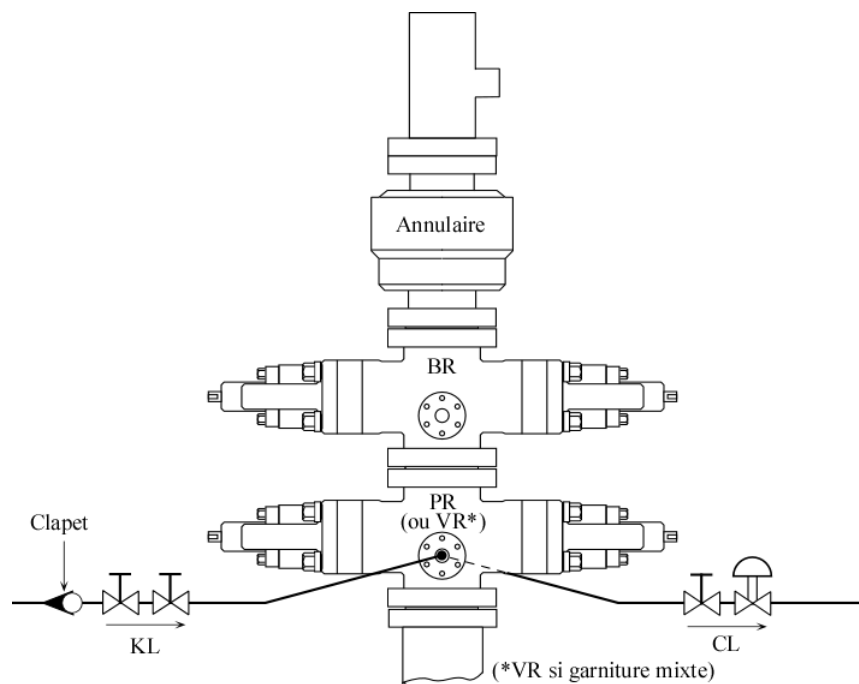 Annulaire
BR
PR
(ou VR*)
Clapet
KL
CL
(*VR si garniture mixte)